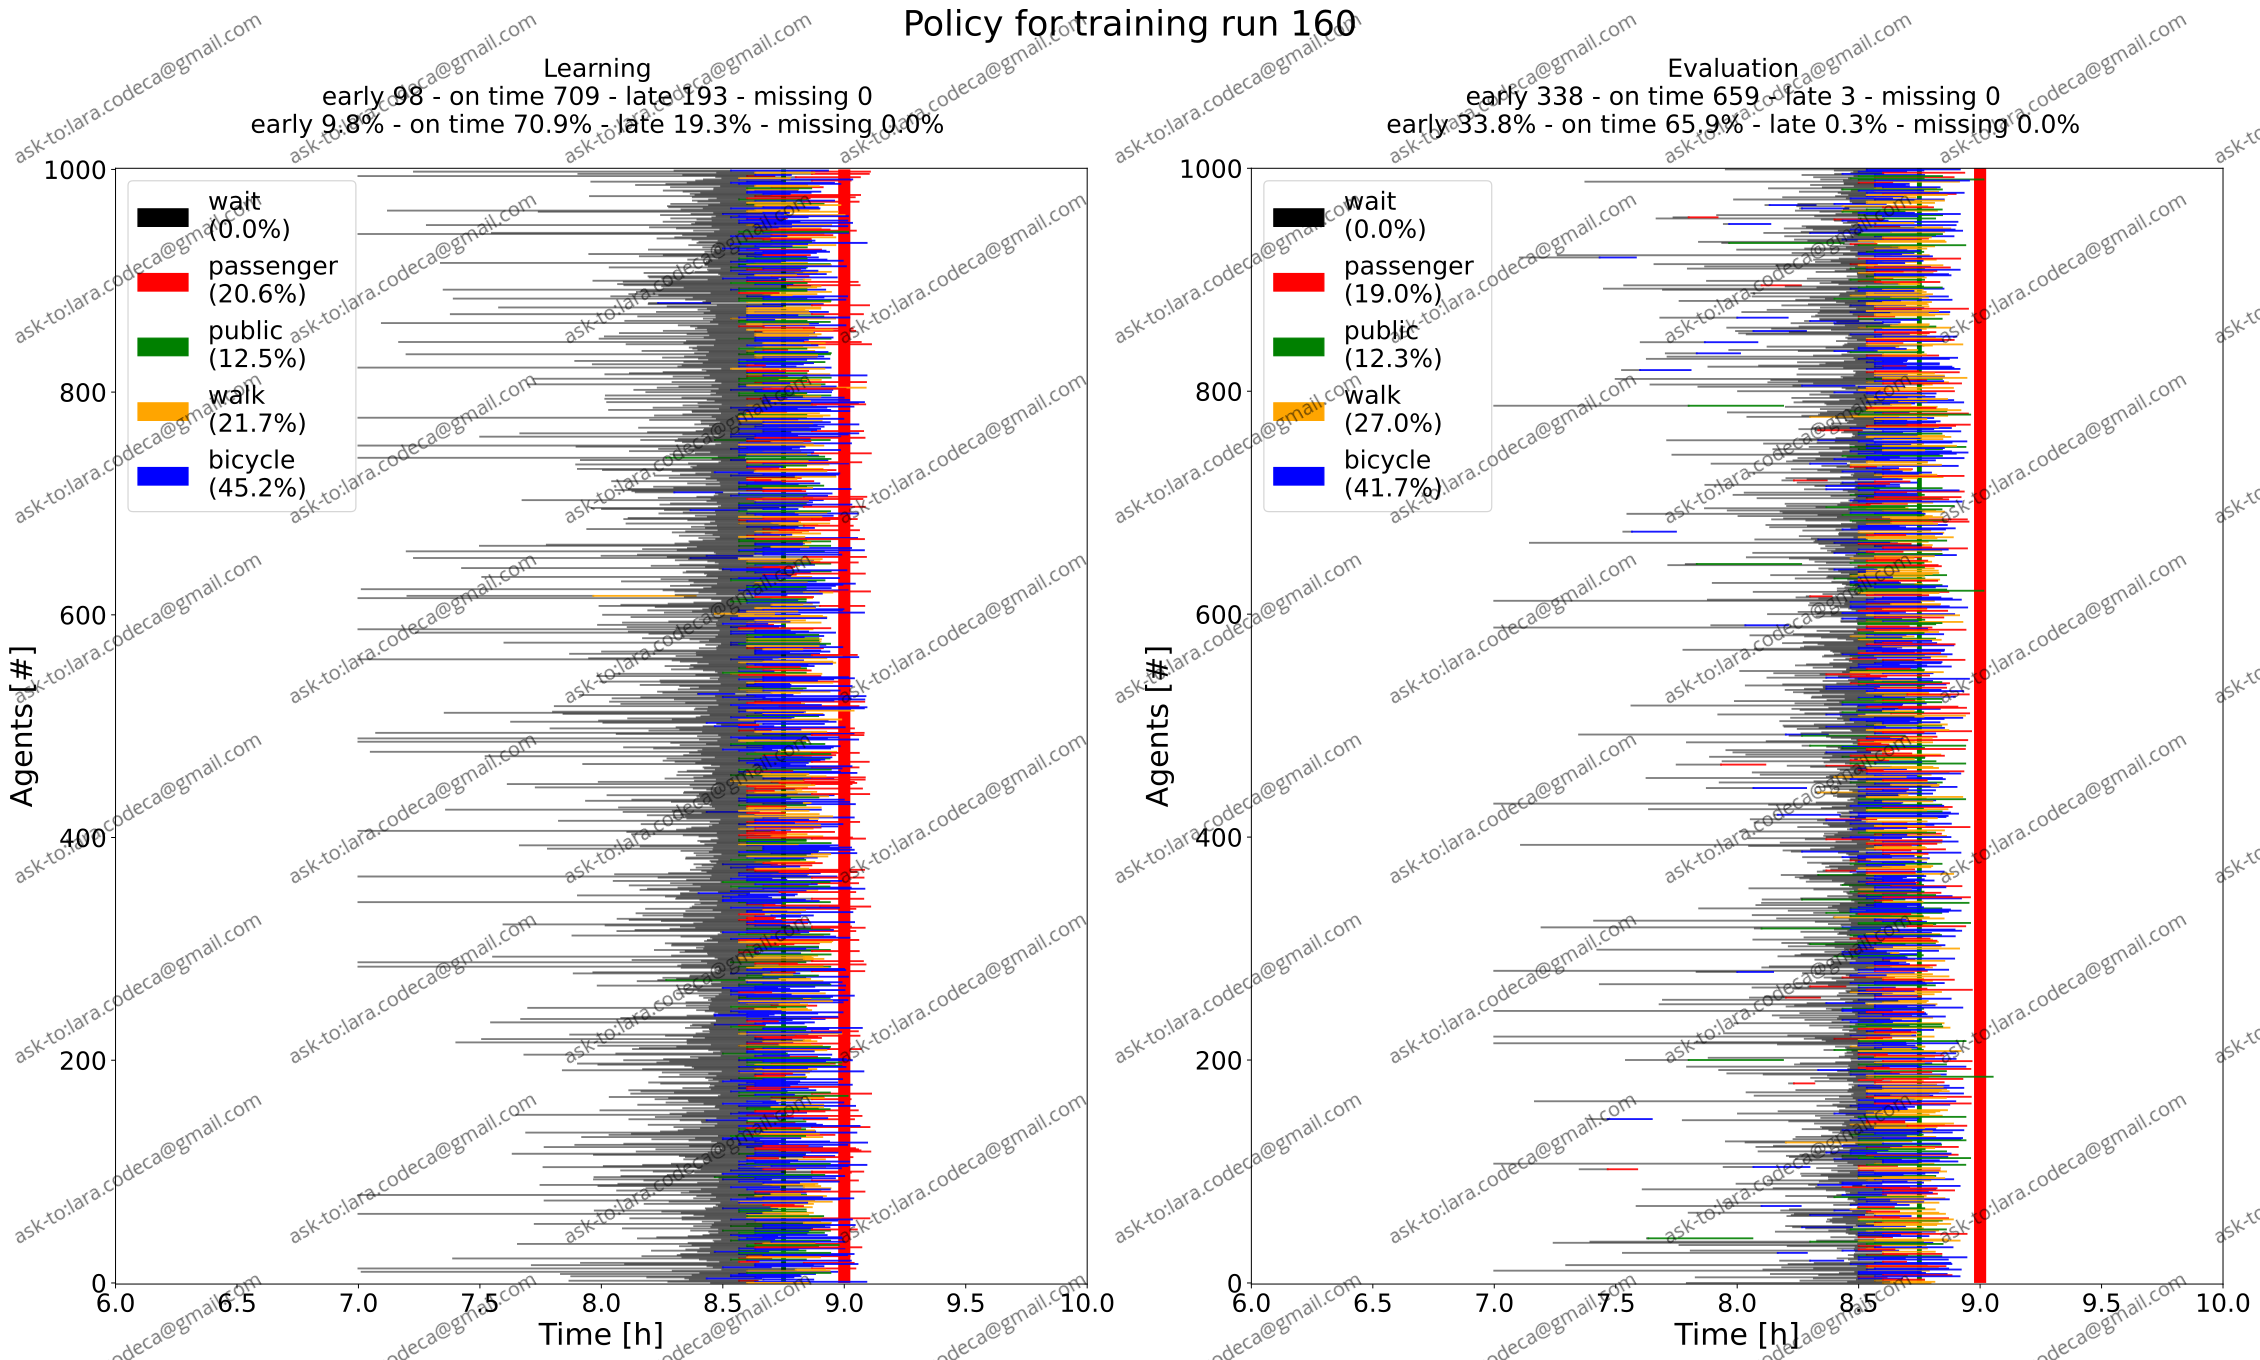 Policy for training run 160
Learning
early 98 - on time 709 - late 193 - missing 0
early 9.8% - on time 70.9% - late 19.3% - missing 0.0%
wait
(0.0%)
passenger
(20.6%)
public
(12.5%)
walk
(21.7%)
bicycle
(45.2%)
Agents [#]
1000
800
600
400
200
0
6.0 6.5 7.0 7.5 8.0 8.5 9.0 9.5 10.0
Time [h]
Evaluation
early 338 - on time 659 - late 3 - missing 0
early 33.8% - on time 65.9% - late 0.3% - missing 0.0%
wait
(0.0%)
passenger
(19.0%)
public
(12.3%)
walk
(27.0%)
bicycle
(41.7%)
Agents [#]
1000
800
600
400
200
0
6.0 6.5 7.0 7.5 8.0 8.5 9.0 9.5 10.0
Time [h]
ask-to:lara.codeca@gmail.com